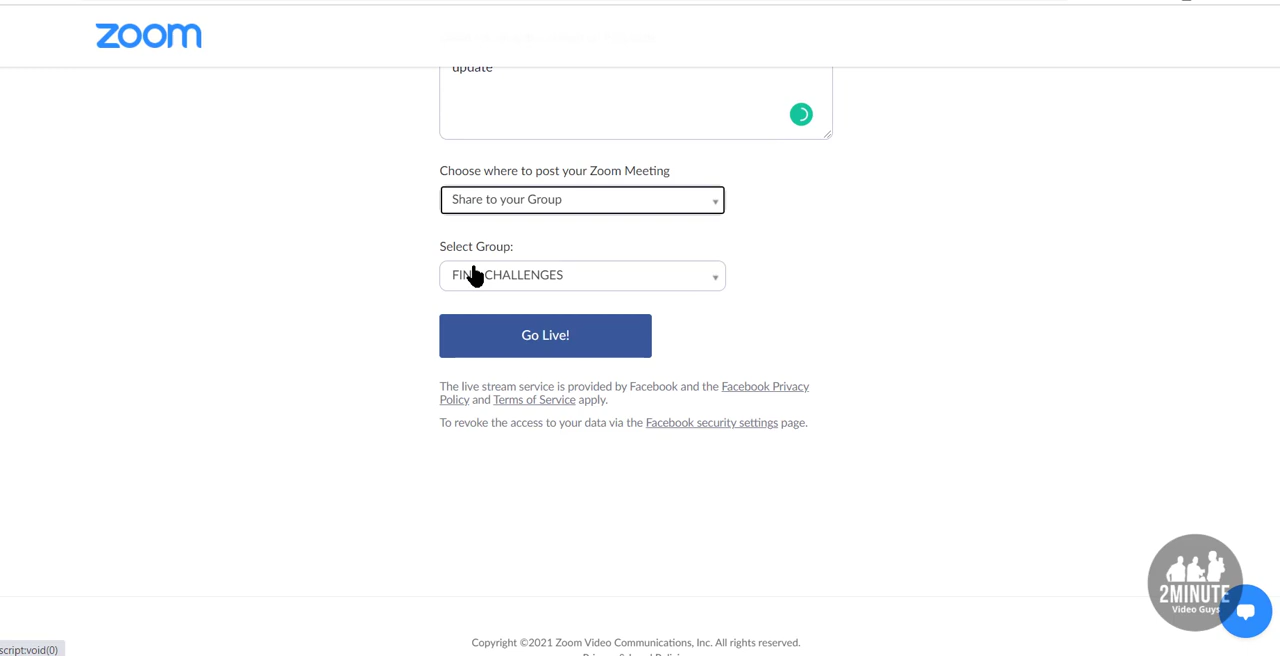 zoom
update
Choose where to post your Zoom Meeting
Share to your Group
Select Group:
CHALLENGES
Go Live!
The live stream service is provided by Facebook and the Facebook Privacy
Policy and Terms of Service apply.
To revoke the access to your data via the Facebook security settings page.
2MINUTE
Video Guys
script:void(0)
Copyright ©2021 Zoom Video Communications, Inc. All rights reserved.